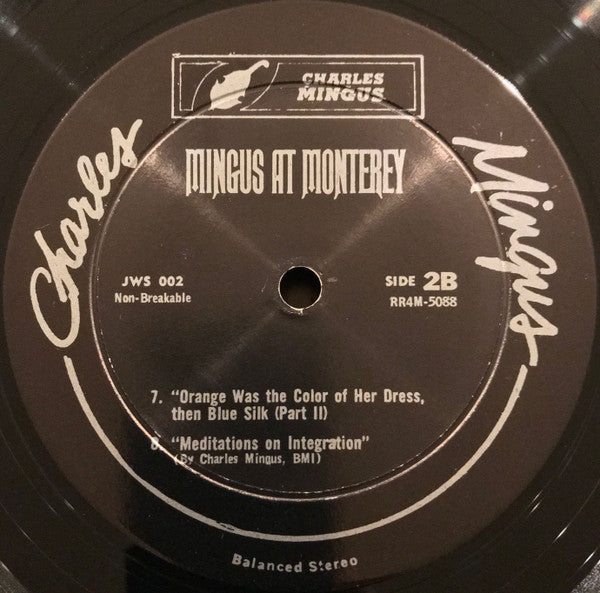 CHARLES
MINGUS
Charles Mingus
MINGUS AT MONTEREY
JWS 002
Non-Breakable
SIDE 2B
RR4M-5088
7. "Orange Was the Color of Her Dress,
then Blue Silk (Part II)
8. "Meditations on Integration"
(By Charles Mingus, BMI)
Balanced Stereo